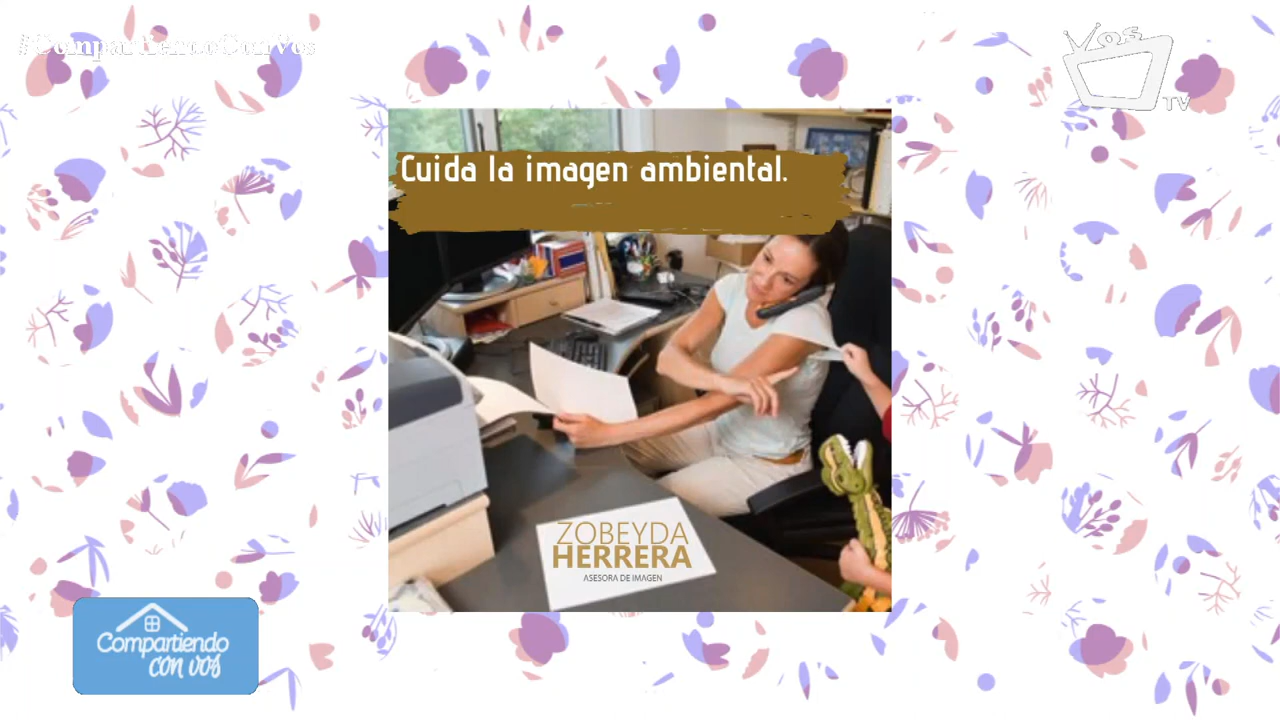 #CompartiendoConVos
VOS
TV
Cuida la imagen ambiental.
ZOBEYDA
HERRERA
ASESORA DE IMAGEN
Compartiendo
con vos